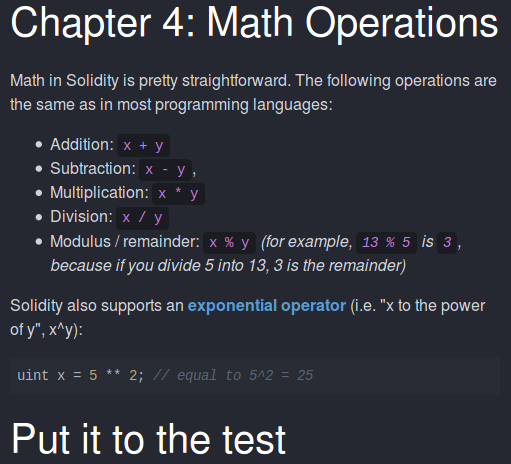 Chapter 4: Math Operations
Math in Solidity is pretty straightforward. The following operations are
the same as in most programming languages:
• Addition: x + y
• Subtraction: x - y,
• Multiplication: x * y
• Division: x / y
• Modulus / remainder: x % y (for example, 13 % 5 is 3,
because if you divide 5 into 13, 3 is the remainder)
Solidity also supports an exponential operator (i.e. "x to the power
of y", x^y):
uint x = 5 ** 2; // equal to 5^2 = 25
Put it to the test